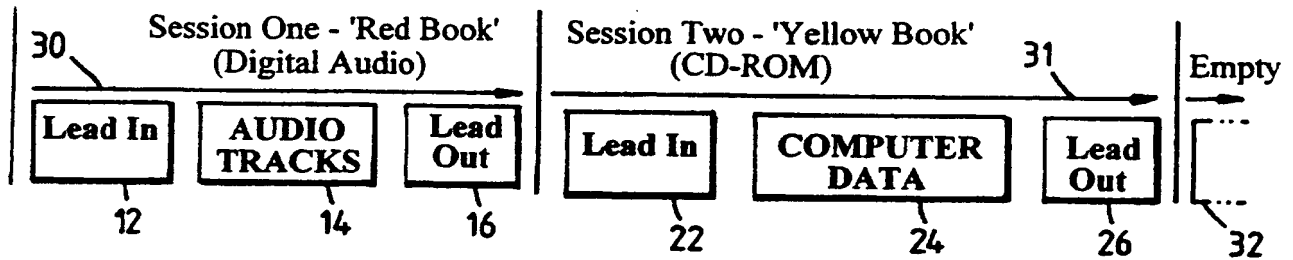 Session One - 'Red Book'
(Digital Audio)
30
Lead In
AUDIO
TRACKS
Lead
Out
12
14
16
Session Two - 'Yellow Book'
(CD-ROM)
31
Lead In
COMPUTER
DATA
Lead
Out
22
24
26
Empty
32